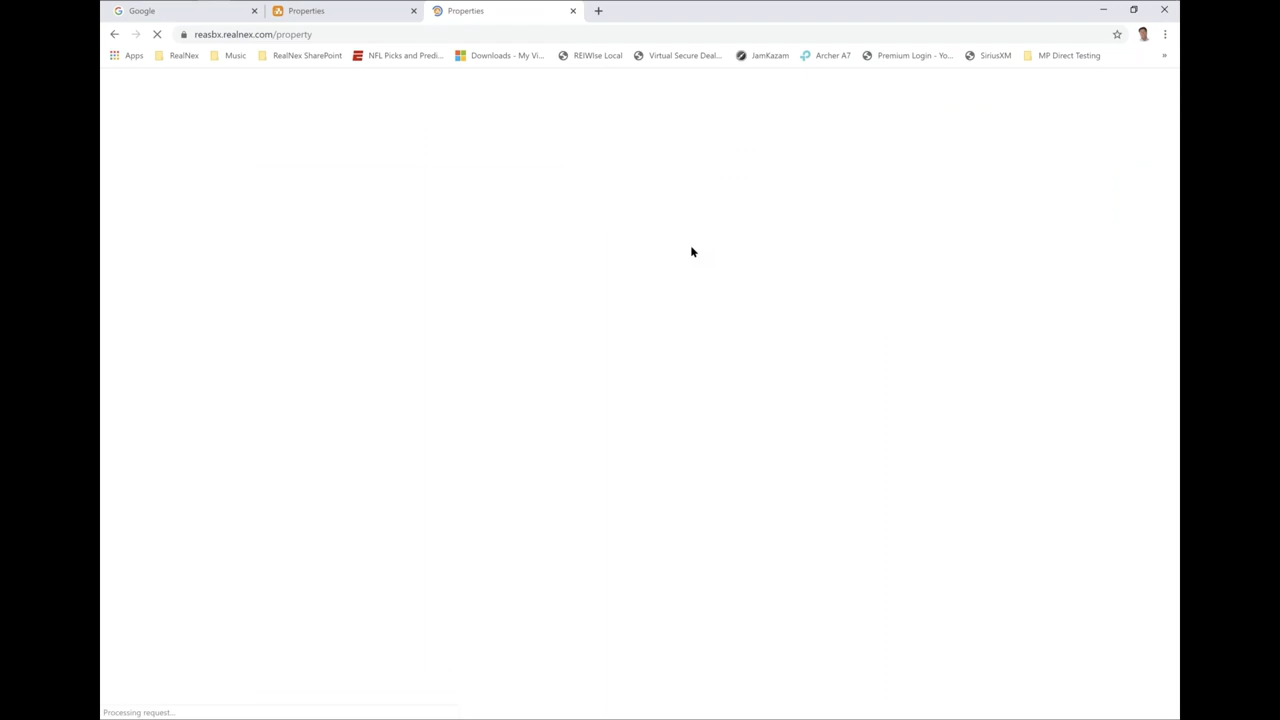 Google
Properties
Properties
reasbx.realnex.com/property
Apps RealNex Music RealNex SharePoint NFL Picks and Predi... Downloads - My Vi... REIWise Local Virtual Secure Deal... JamKazam Archer A7 Premium Login - Yo... SiriusXM MP Direct Testing »
Processing request...